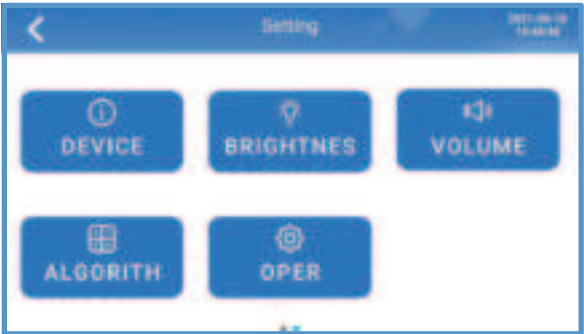 Setting
DEVICE
BRIGHTNES
VOLUME
ALGORITH
OPER